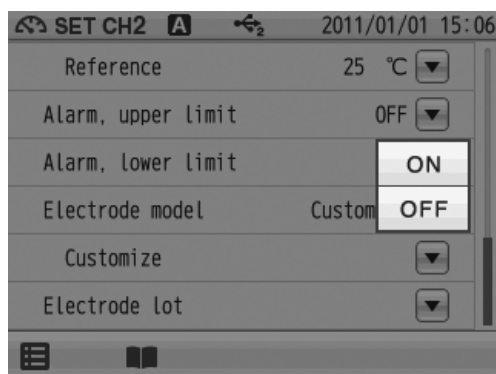 SET CH2 A 2 2011/01/01 15:06
Reference 25 ℃
Alarm, upper limit OFF
Alarm, lower limit ON
Electrode model Custom OFF
Customize
Electrode lot